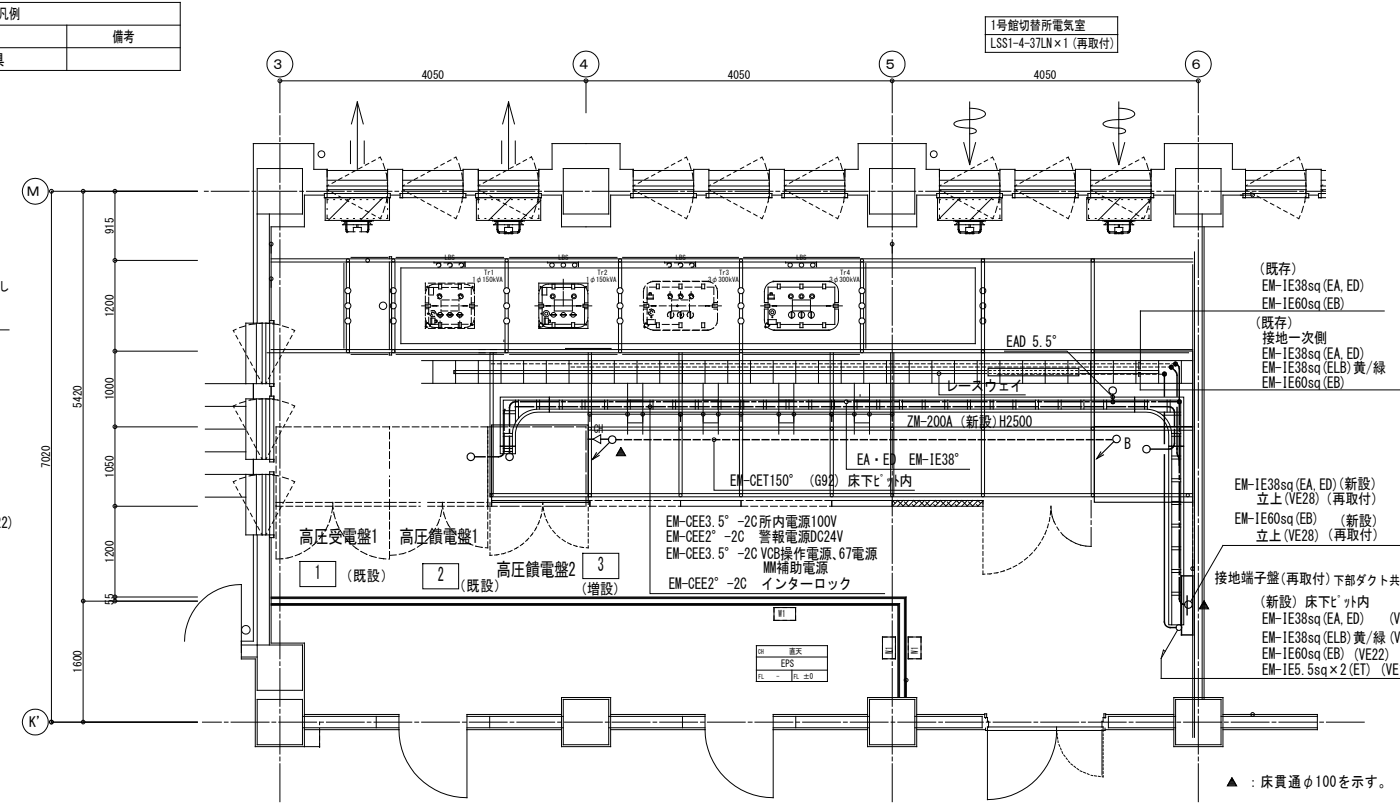 凡例
備考
具
1号館切替所電気室
LSS1-4-37LN×1 (再取付)
3
4
5
6
4050
4050
4050
M
K'
915
1200
1000
1050
1200
55
1600
5420
7020
し
22)
LBS
LBS
LBS
LBS
Tr1
1φ150kVA
Tr2
1φ150kVA
Tr3
3φ300kVA
Tr4
3φ300kVA
(既存)
EM-IE38sq(EA,ED)
EM-IE60sq(EB)
(既存)
接地一次側
EM-IE38sq(EA,ED)
EM-IE38sq(ELB)黄/緑
EM-IE60sq(EB)
EAD 5.5°
レースウェイ
ZM-200A (新設)H2500
CH
B
EA・ED EM-IE38°
EM-CET150° (G92) 床下ピット内
EM-CEE3.5° -2C所内電源100V
EM-CEE2° -2C 警報電源DC24V
EM-CEE3.5° -2C VCB操作電源、67電源
MM補助電源
EM-CEE2° -2C インターロック
高圧受電盤1
1 (既設)
高圧饋電盤1
2 (既設)
高圧饋電盤2
3
(増設)
EM-IE38sq(EA,ED)(新設)
立上(VE28) (再取付)
EM-IE60sq(EB) (新設)
立上(VE28) (再取付)
接地端子盤(再取付)下部ダクト共
(新設) 床下ピット内
EM-IE38sq(EA,ED) (V
EM-IE38sq(ELB)黄/緑(V
EM-IE60sq(EB) (VE22)
EM-IE5.5sq×2(ET) (VE
W1
CH 直天
EPS
FL - FL ±0
▲ : 床貫通φ100を示す。